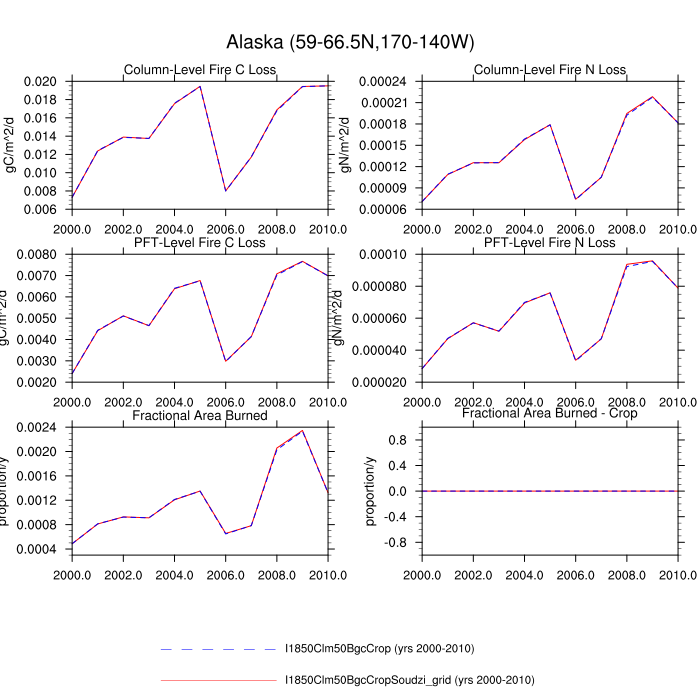 Alaska (59-66.5N,170-140W)
Column-Level Fire C Loss
gC/m^2/d
0.020
0.018
0.016
0.014
0.012
0.010
0.008
0.006
2000.0 2002.0 2004.0 2006.0 2008.0 2010.0
Column-Level Fire N Loss
gN/m^2/d
0.00024
0.00021
0.00018
0.00015
0.00012
0.00009
0.00006
2000.0 2002.0 2004.0 2006.0 2008.0 2010.0
PFT-Level Fire C Loss
gC/m^2/d
0.0080
0.0070
0.0060
0.0050
0.0040
0.0030
0.0020
2000.0 2002.0 2004.0 2006.0 2008.0 2010.0
PFT-Level Fire N Loss
gN/m^2/d
0.00010
0.000080
0.000060
0.000040
0.000020
2000.0 2002.0 2004.0 2006.0 2008.0 2010.0
Fractional Area Burned
proportion/y
0.0024
0.0020
0.0016
0.0012
0.0008
0.0004
2000.0 2002.0 2004.0 2006.0 2008.0 2010.0
Fractional Area Burned - Crop
proportion/y
0.8
0.4
0.0
-0.4
-0.8
2000.0 2002.0 2004.0 2006.0 2008.0 2010.0
I1850Clm50BgcCrop (yrs 2000-2010)
I1850Clm50BgcCropSoudzi_grid (yrs 2000-2010)